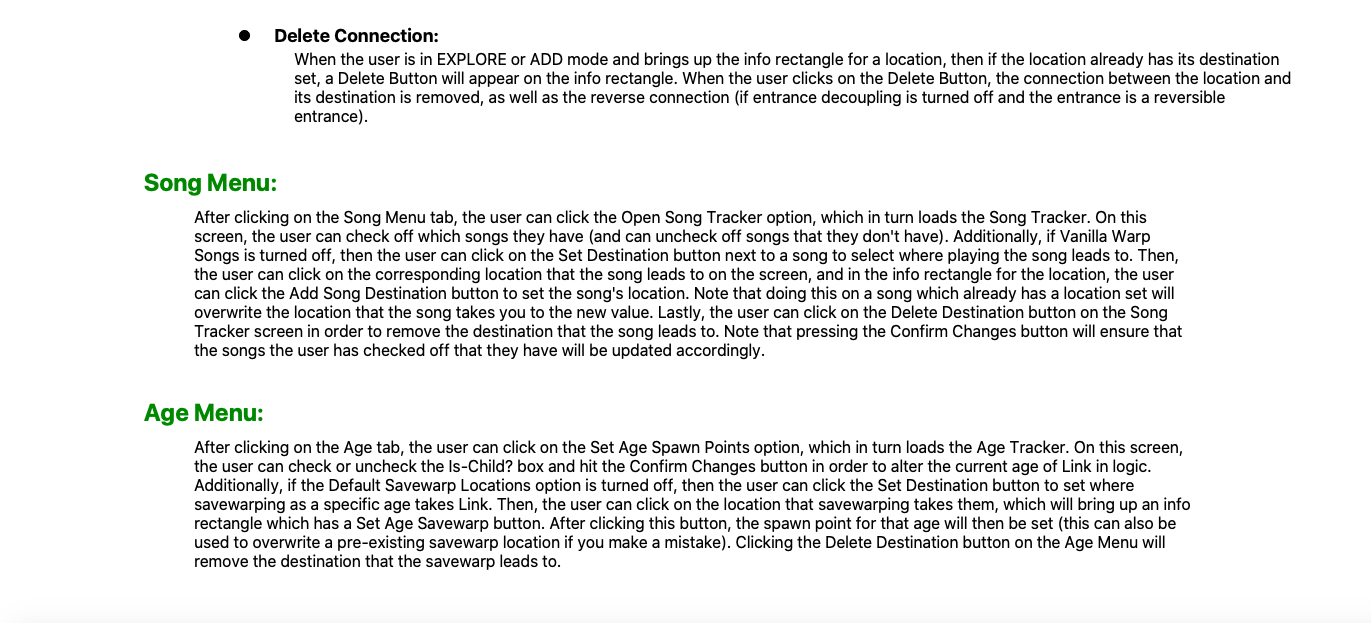 ● Delete Connection:
When the user is in EXPLORE or ADD mode and brings up the info rectangle for a location, then if the location already has its destination
set, a Delete Button will appear on the info rectangle. When the user clicks on the Delete Button, the connection between the location and
its destination is removed, as well as the reverse connection (if entrance decoupling is turned off and the entrance is a reversible
entrance).
Song Menu:
After clicking on the Song Menu tab, the user can click the Open Song Tracker option, which in turn loads the Song Tracker. On this
screen, the user can check off which songs they have (and can uncheck off songs that they don't have). Additionally, if Vanilla Warp
Songs is turned off, then the user can click on the Set Destination button next to a song to select where playing the song leads to. Then,
the user can click on the corresponding location that the song leads to on the screen, and in the info rectangle for the location, the user
can click the Add Song Destination button to set the song's location. Note that doing this on a song which already has a location set will
overwrite the location that the song takes you to the new value. Lastly, the user can click on the Delete Destination button on the Song
Tracker screen in order to remove the destination that the song leads to. Note that pressing the Confirm Changes button will ensure that
the songs the user has checked off that they have will be updated accordingly.
Age Menu:
After clicking on the Age tab, the user can click on the Set Age Spawn Points option, which in turn loads the Age Tracker. On this screen,
the user can check or uncheck the Is-Child? box and hit the Confirm Changes button in order to alter the current age of Link in logic.
Additionally, if the Default Savewarp Locations option is turned off, then the user can click the Set Destination button to set where
savewarping as a specific age takes Link. Then, the user can click on the location that savewarping takes them, which will bring up an info
rectangle which has a Set Age Savewarp button. After clicking this button, the spawn point for that age will then be set (this can also be
used to overwrite a pre-existing savewarp location if you make a mistake). Clicking the Delete Destination button on the Age Menu will
remove the destination that the savewarp leads to.